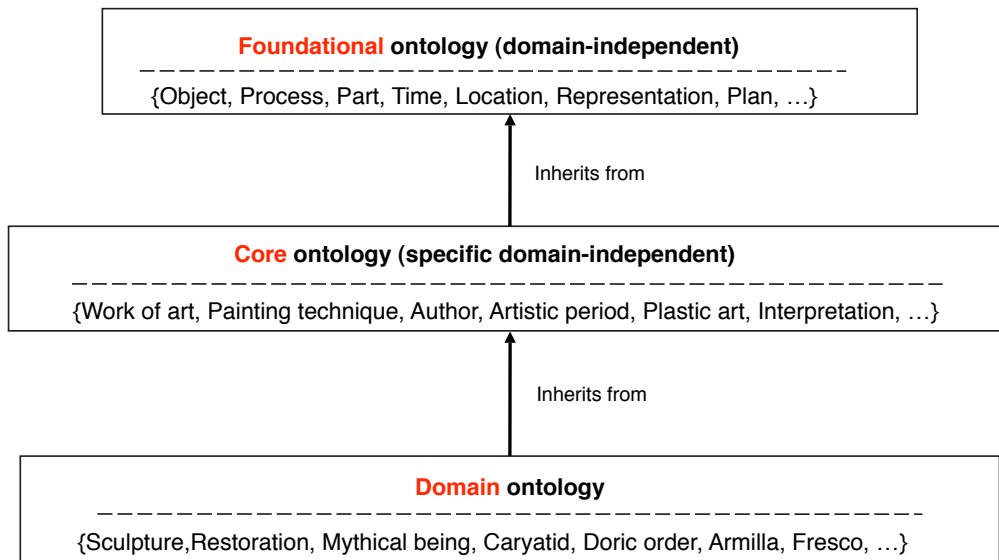 Foundational ontology (domain-independent)
{Object, Process, Part, Time, Location, Representation, Plan, …}
Inherits from
Core ontology (specific domain-independent)
{Work of art, Painting technique, Author, Artistic period, Plastic art, Interpretation, …}
Inherits from
Domain ontology
{Sculpture,Restoration, Mythical being, Caryatid, Doric order, Armilla, Fresco, …}